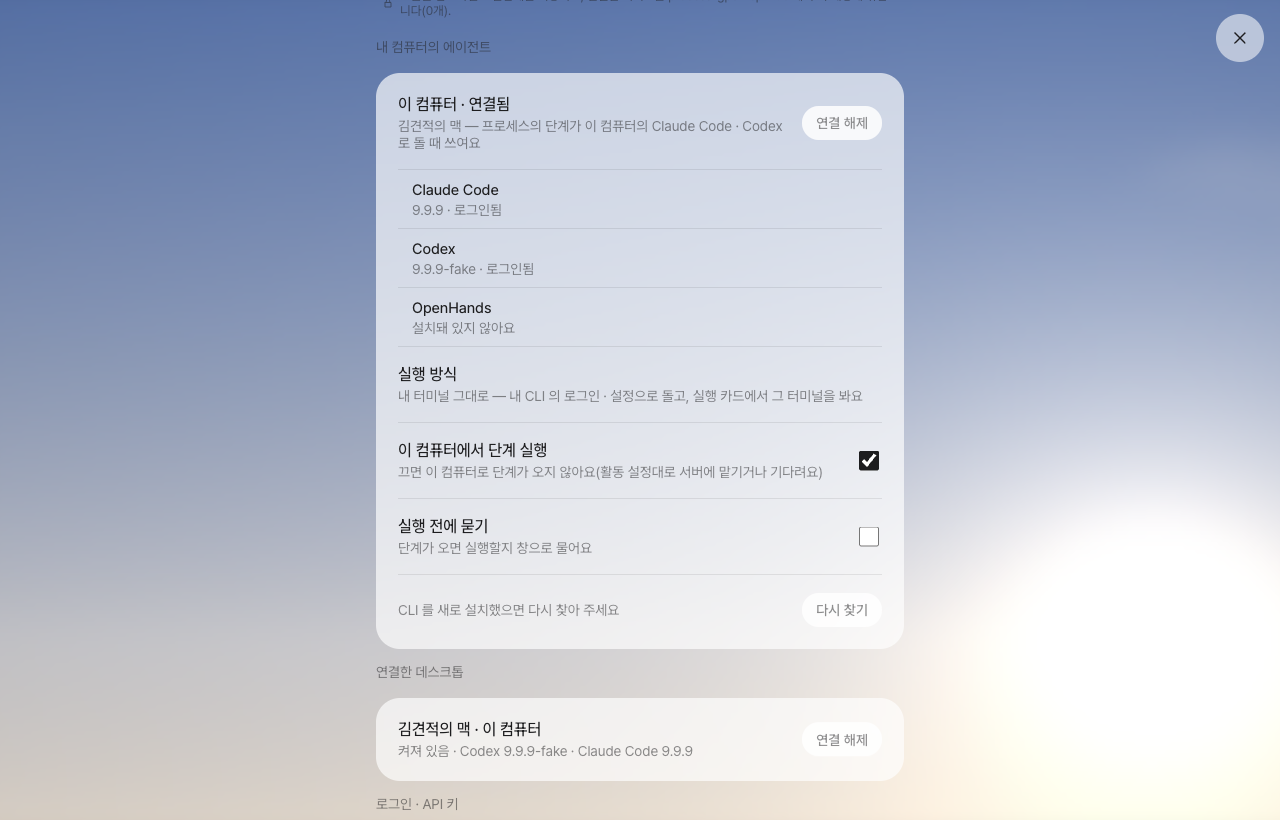 니다(0개).
내 컴퓨터의 에이전트
이 컴퓨터 · 연결됨
김견적의 맥 — 프로세스의 단계가 이 컴퓨터의 Claude Code · Codex
로 돌 때 쓰여요
연결 해제
Claude Code
9.9.9 · 로그인됨
Codex
9.9.9-fake · 로그인됨
OpenHands
설치돼 있지 않아요
실행 방식
내 터미널 그대로 — 내 CLI 의 로그인 · 설정으로 돌고, 실행 카드에서 그 터미널을 봐요
이 컴퓨터에서 단계 실행
끄면 이 컴퓨터로 단계가 오지 않아요(활동 설정대로 서버에 맡기거나 기다려요)
실행 전에 묻기
단계가 오면 실행할지 창으로 물어요
CLI 를 새로 설치했으면 다시 찾아 주세요
다시 찾기
연결한 데스크톱
김견적의 맥 · 이 컴퓨터
켜져 있음 · Codex 9.9.9-fake · Claude Code 9.9.9
연결 해제
로그인 · API 키